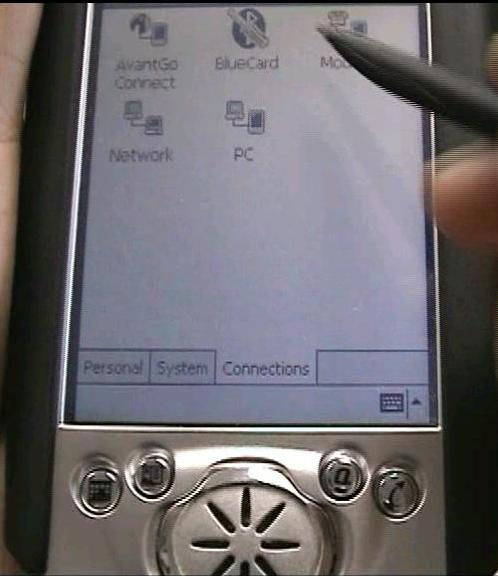 AvantGo BlueCard
Connect
Network PC
Personal System Connections